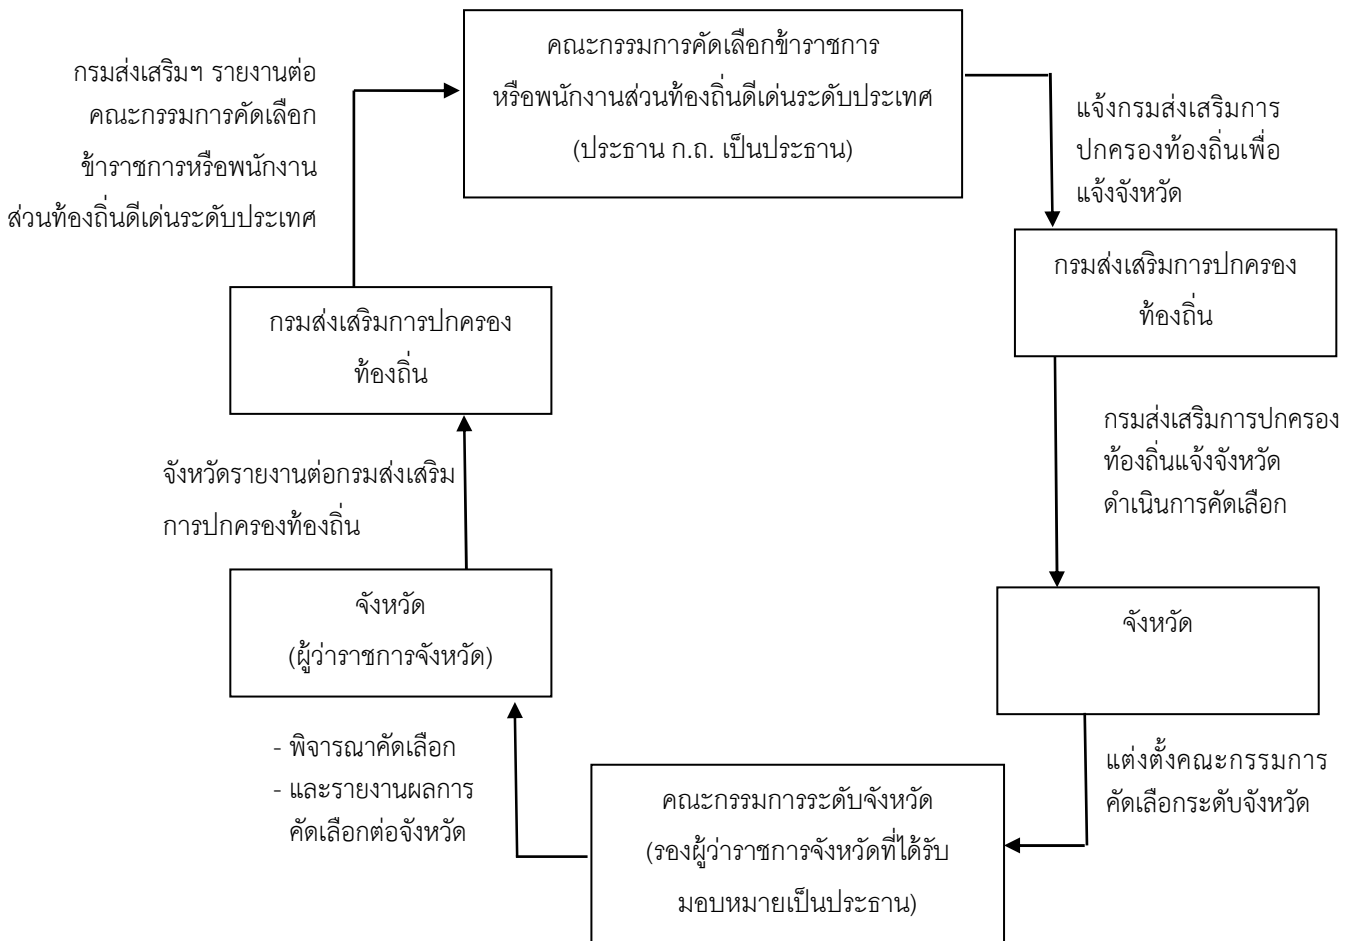 คณะกรรมการคัดเลือกข้าราชการ
หรือพนักงานส่วนท้องถิ่นดีเด่นระดับประเทศ
(ประธาน ก.ถ. เป็นประธาน)
แจ้งกรมส่งเสริมการ
ปกครองท้องถิ่นเพื่อ
แจ้งจังหวัด
กรมส่งเสริมการปกครอง
ท้องถิ่น
กรมส่งเสริมการปกครอง
ท้องถิ่นแจ้งจังหวัด
ดำเนินการคัดเลือก
จังหวัด
แต่งตั้งคณะกรรมการ
คัดเลือกระดับจังหวัด
คณะกรรมการระดับจังหวัด
(รองผู้ว่าราชการจังหวัดที่ได้รับ
มอบหมายเป็นประธาน)
- พิจารณาคัดเลือก
- และรายงานผลการ
คัดเลือกต่อจังหวัด
จังหวัด
(ผู้ว่าราชการจังหวัด)
จังหวัดรายงานต่อกรมส่งเสริม
การปกครองท้องถิ่น
กรมส่งเสริมการปกครอง
ท้องถิ่น
กรมส่งเสริมฯ รายงานต่อ
คณะกรรมการคัดเลือก
ข้าราชการหรือพนักงาน
ส่วนท้องถิ่นดีเด่นระดับประเทศ